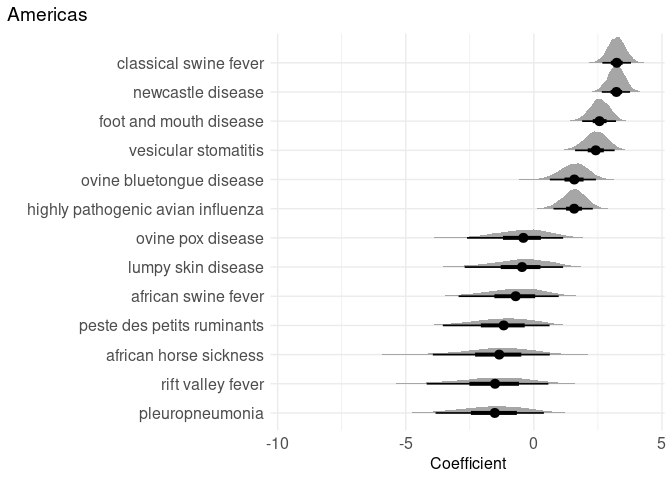 Americas
classical swine fever
newcastle disease
foot and mouth disease
vesicular stomatitis
ovine bluetongue disease
highly pathogenic avian influenza
ovine pox disease
lumpy skin disease
african swine fever
peste des petits ruminants
african horse sickness
rift valley fever
pleuropneumonia
-10 -5 0 5
Coefficient